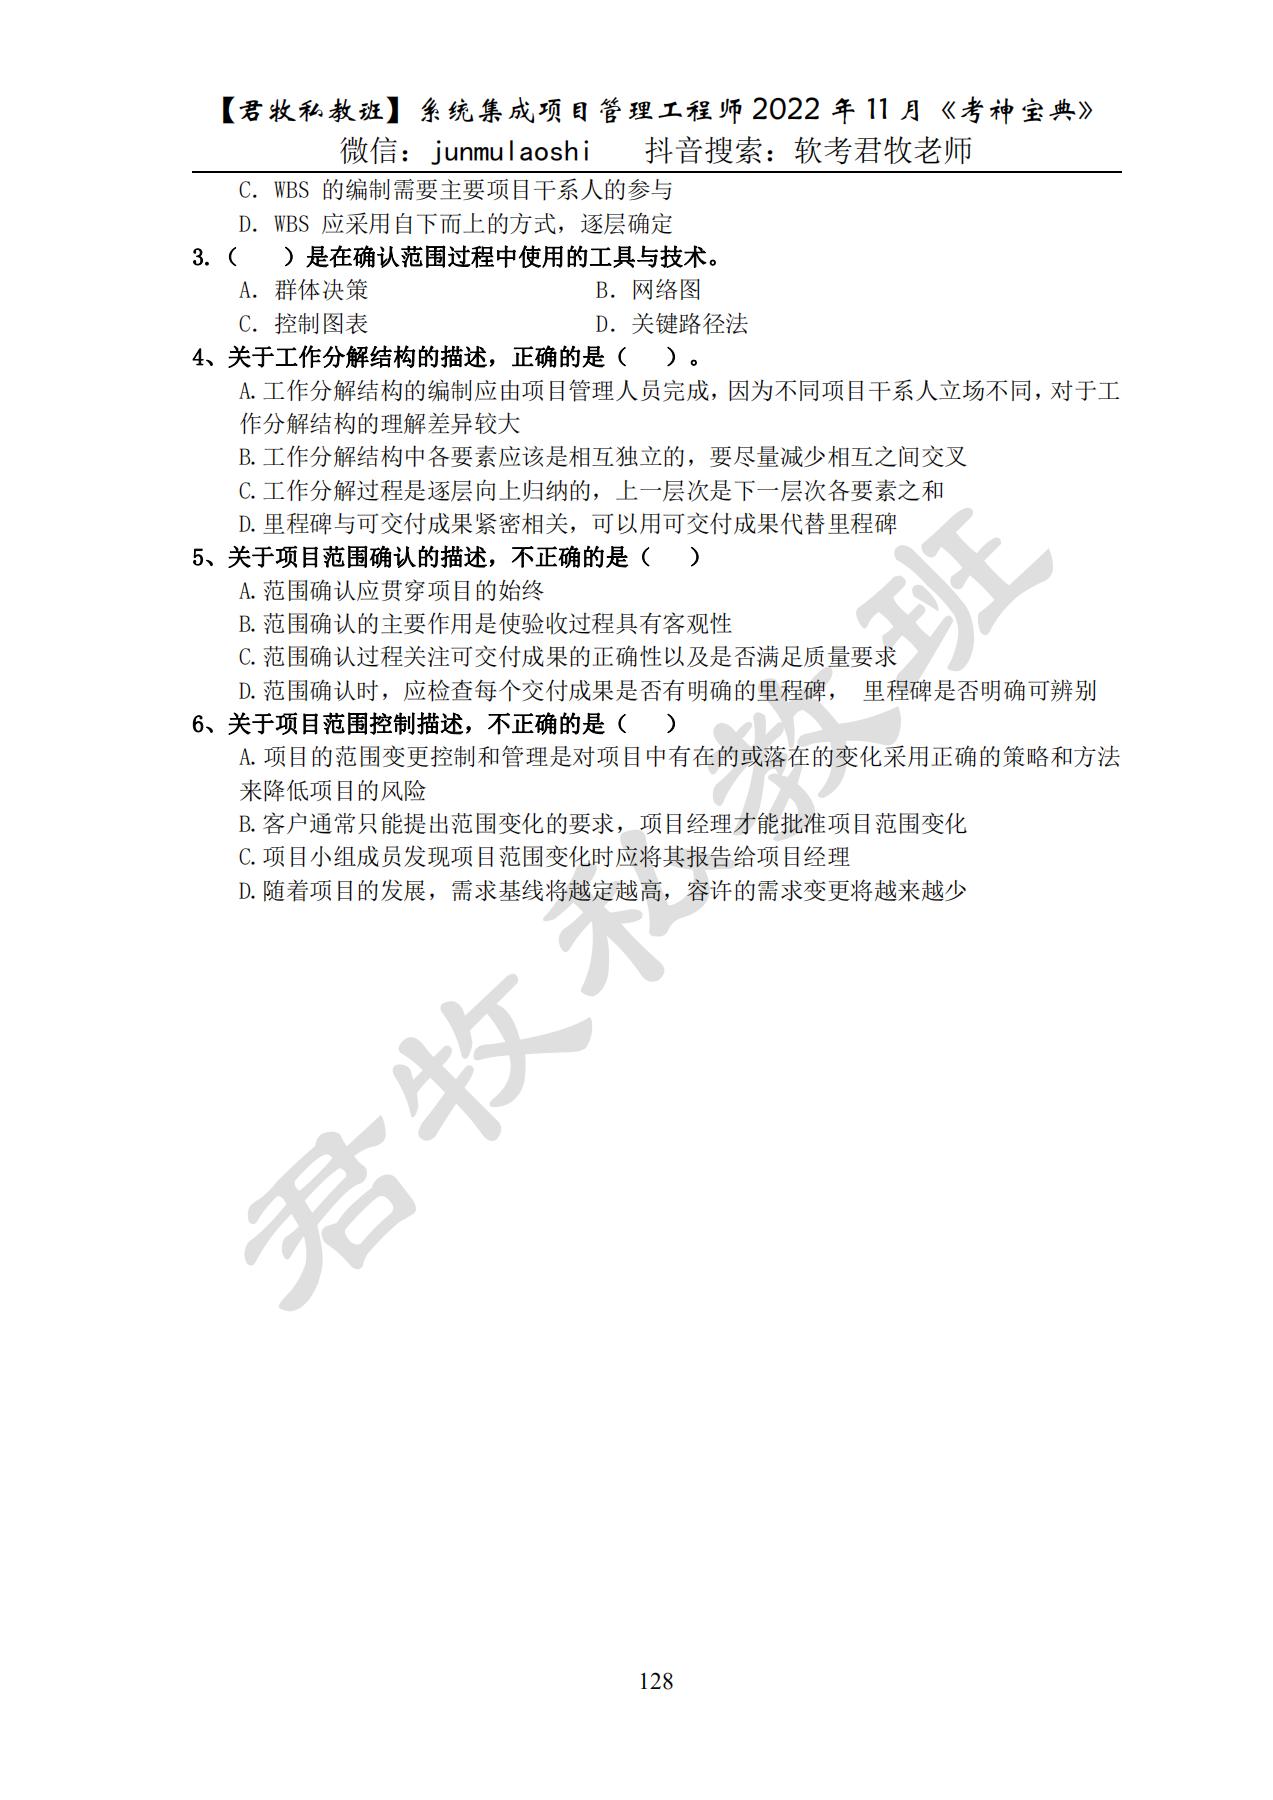 【君牧私教班】系统集成项目管理工程师 2022 年 11 月《考神宝典》
微信：junmulaoshi 抖音搜索：软考君牧老师
C. WBS 的编制需要主要项目干系人的参与
D. WBS 应采用自下而上的方式，逐层确定
3.（ ）是在确认范围过程中使用的工具与技术。
A. 群体决策 B. 网络图
C. 控制图表 D. 关键路径法
4、关于工作分解结构的描述，正确的是（ ）。
A.工作分解结构的编制应由项目管理人员完成，因为不同项目干系人立场不同，对于工
作分解结构的理解差异较大
B.工作分解结构中各要素应该是相互独立的，要尽量减少相互之间交叉
C.工作分解过程是逐层向上归纳的，上一层次是下一层次各要素之和
D.里程碑与可交付成果紧密相关，可以用可交付成果代替里程碑
5、关于项目范围确认的描述，不正确的是（ ）
A.范围确认应贯穿项目的始终
B.范围确认的主要作用是使验收过程具有客观性
C.范围确认过程关注可交付成果的正确性以及是否满足质量要求
D.范围确认时，应检查每个交付成果是否有明确的里程碑， 里程碑是否明确可辨别
6、关于项目范围控制描述，不正确的是（ ）
A.项目的范围变更控制和管理是对项目中有在的或落在的变化采用正确的策略和方法
来降低项目的风险
B.客户通常只能提出范围变化的要求，项目经理才能批准项目范围变化
C.项目小组成员发现项目范围变化时应将其报告给项目经理
D.随着项目的发展，需求基线将越定越高，容许的需求变更将越来越少
君牧私教班
128